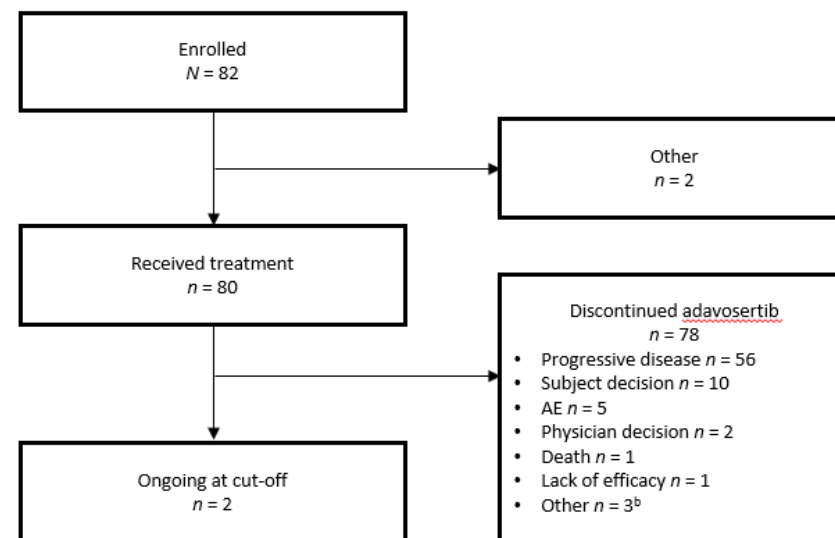 Enrolled
N = 82
Other
n = 2
Received treatment
n = 80
Discontinued adavosertib
n = 78
• Progressive disease n = 56
• Subject decision n = 10
• AE n = 5
• Physician decision n = 2
• Death n = 1
• Lack of efficacy n = 1
• Other n = 3ᵇ
Ongoing at cut-off
n = 2